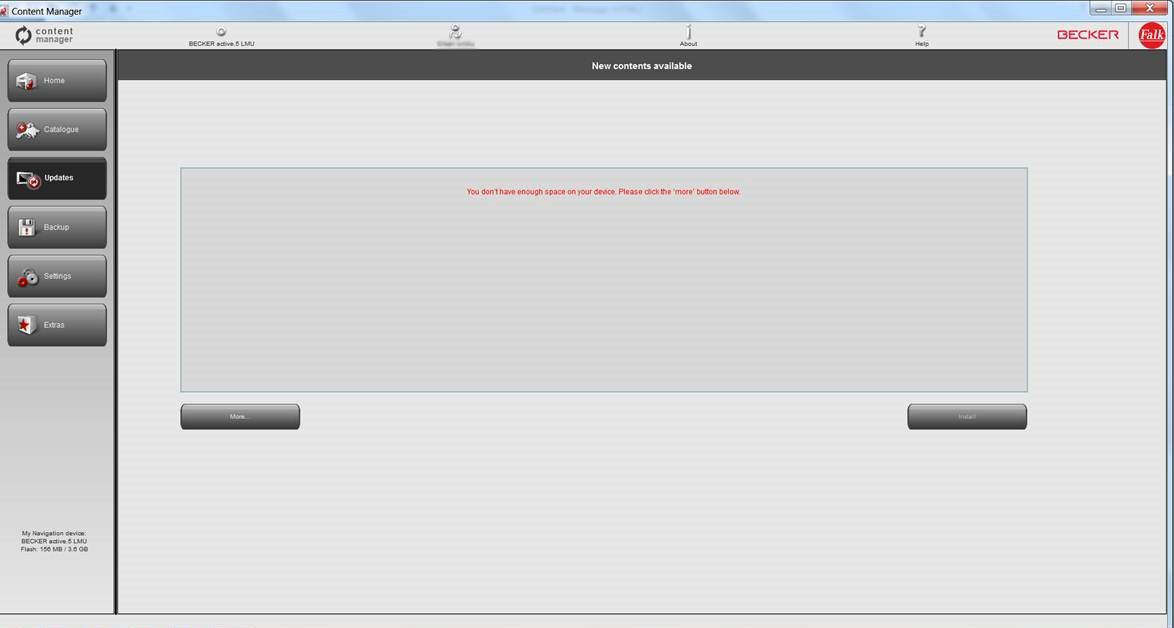 Content Manager
content
manager
BECKER active.5 LMU
About
Help
BECKER
Falk
New contents available
Home
Catalogue
Updates
Backup
Settings
Extras
You don't have enough space on your device. Please click the 'more' button below.
More...
Install
My Navigation device:
BECKER active.5 LMU
Flash: 156 MB / 3.6 GB